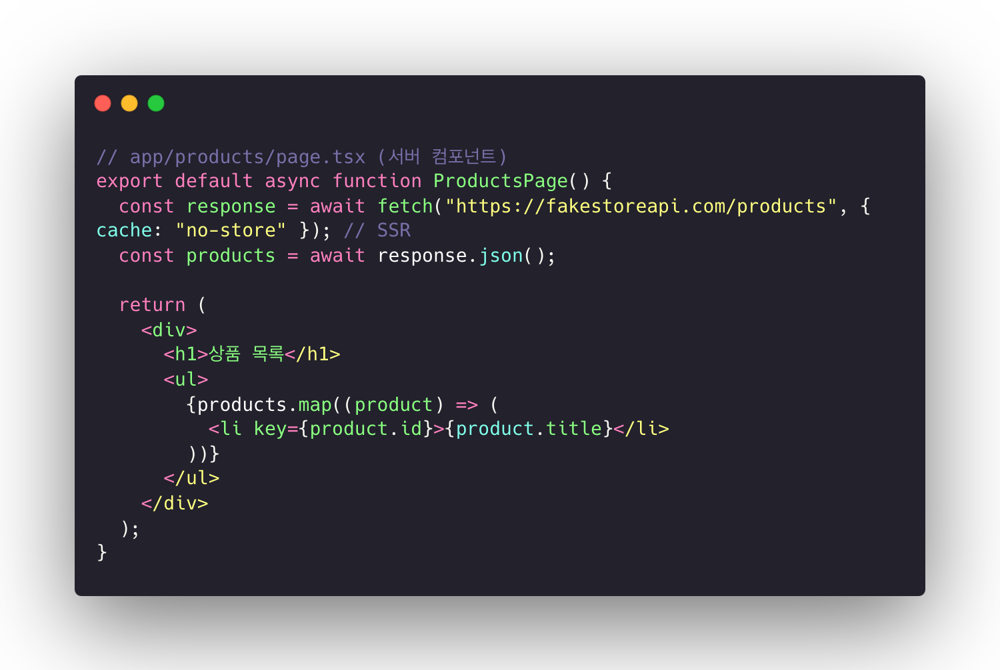 // app/products/page.tsx (서버 컴포넌트)
export default async function ProductsPage() {
  const response = await fetch("https://fakestoreapi.com/products", {
cache: "no-store" }); // SSR
  const products = await response.json();

  return (
    <div>
      <h1>상품 목록</h1>
      <ul>
        {products.map((product) => (
          <li key={product.id}>{product.title}</li>
        ))}
      </ul>
    </div>
  );
}